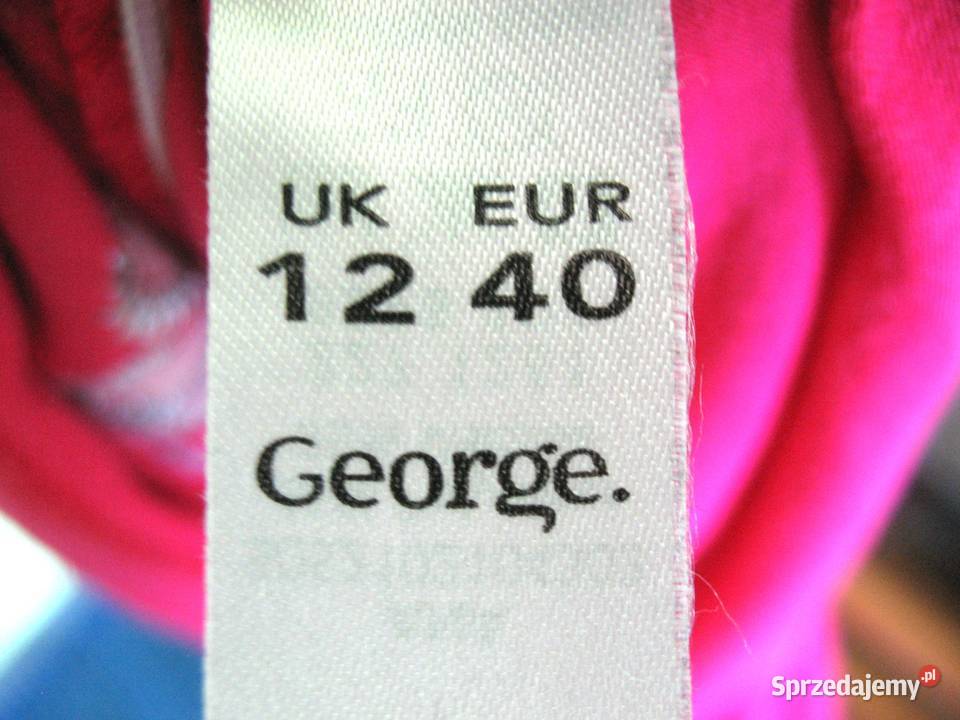 UK EUR
12 40
George.
Sprzedajemy.pl